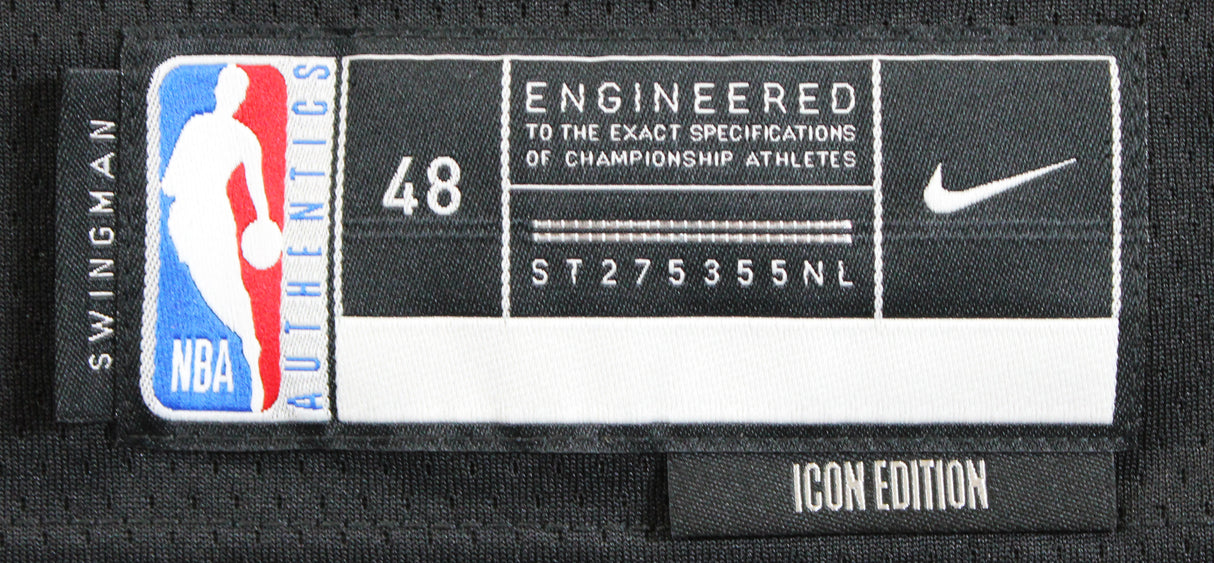 SWINGMAN
NBA
AUTHENTICS
48
ENGINEERED
TO THE EXACT SPECIFICATIONS
OF CHAMPIONSHIP ATHLETES
ST275355NL
ICON EDITION